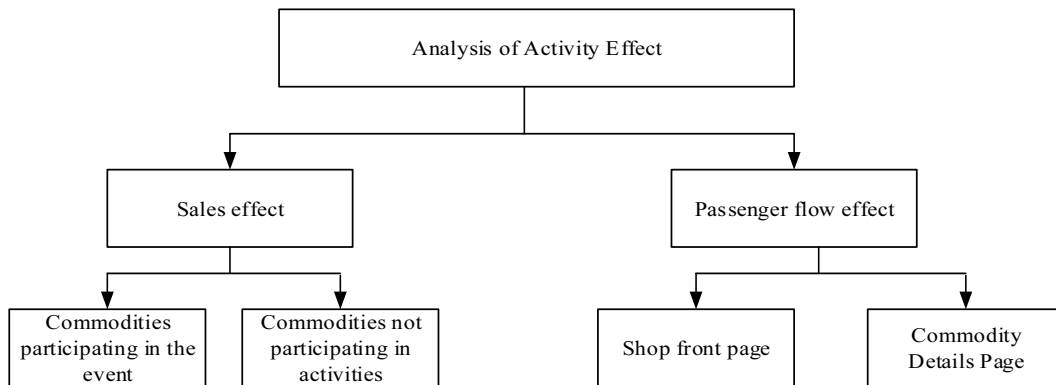 Analysis of Activity Effect
Sales effect
Passenger flow effect
Commodities
participating in the
event
Commodities not
participating in
activities
Shop front page
Commodity
Details Page